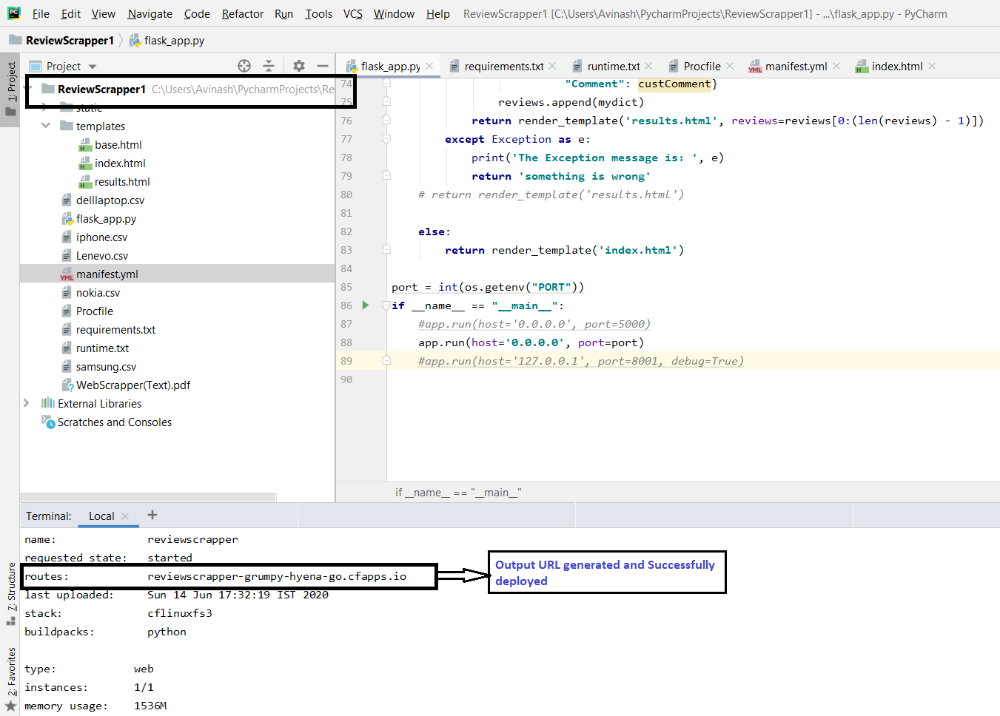 File Edit View Navigate Code Refactor Run Tools VCS Window Help ReviewScrapper1 [C:\Users\Avinash\PycharmProjects\ReviewScrapper1] - ...\flask_app.py - PyCharm
ReviewScrapper1 flask_app.py
1: Project
Project
flask_app.py requirements.txt runtime.txt Procfile manifest.yml index.html
ReviewScrapper1 C:\Users\Avinash\PycharmProjects\Re
static
templates
base.html
index.html
results.html
delllaptop.csv
flask_app.py
iphone.csv
Lenevo.csv
manifest.yml
nokia.csv
Procfile
requirements.txt
runtime.txt
samsung.csv
WebScrapper(Text).pdf
External Libraries
Scratches and Consoles
74 "Comment": custComment}
75 reviews.append(mydict)
76 return render_template('results.html', reviews=reviews[0:(len(reviews) - 1)])
77 except Exception as e:
78 print('The Exception message is: ', e)
79 return 'something is wrong'
80 # return render_template('results.html')
81
82 else:
83 return render_template('index.html')
84
85 port = int(os.getenv("PORT"))
86 if __name__ == "__main__":
87 #app.run(host='0.0.0.0', port=5000)
88 app.run(host='0.0.0.0', port=port)
89 #app.run(host='127.0.0.1', port=8001, debug=True)
90
if __name__ == "__main__"
Terminal: Local +
name: reviewscrapper
requested state: started
routes: reviewscrapper-grumpy-hyena-go.cfapps.io
last uploaded: Sun 14 Jun 17:32:19 IST 2020
stack: cflinuxfs3
buildpacks: python
type: web
instances: 1/1
memory usage: 1536M
Output URL generated and Successfully
deployed
7: Structure
2: Favorites